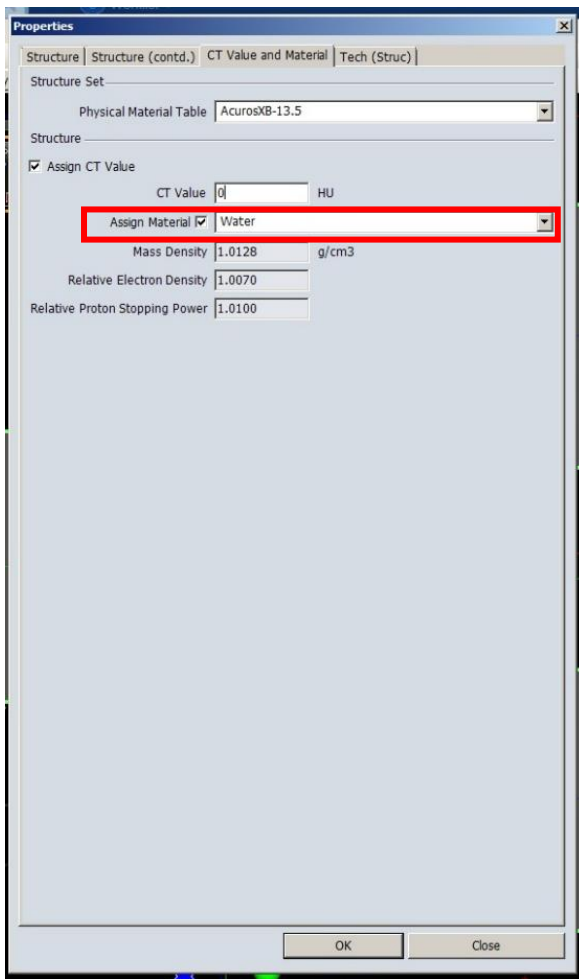 Properties
Structure Structure (contd.) CT Value and Material Tech (Struc)
Structure Set
Physical Material Table AcurosXB-13.5
Structure
Assign CT Value
CT Value 0 HU
Assign Material Water
Mass Density 1.0128 g/cm3
Relative Electron Density 1.0070
Relative Proton Stopping Power 1.0100
OK Close